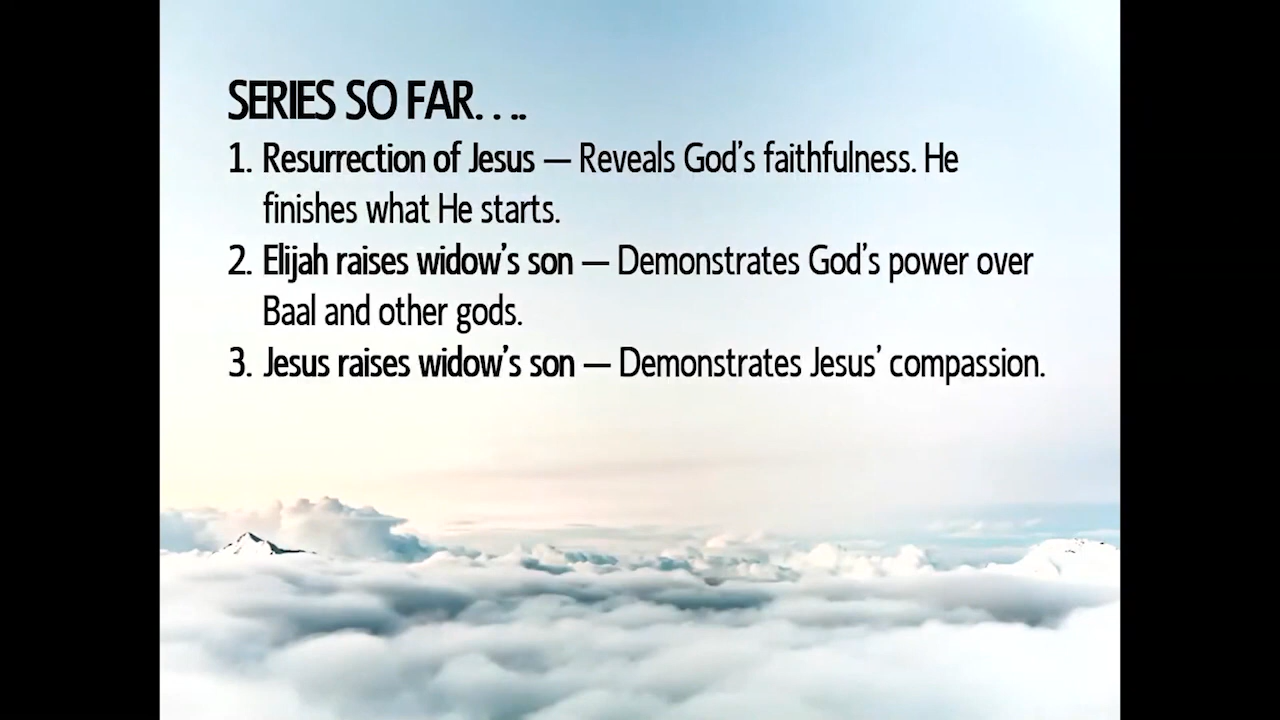 SERIES SO FAR. . ..
1. Resurrection of Jesus — Reveals God’s faithfulness. He
finishes what He starts.
2. Elijah raises widow’s son — Demonstrates God’s power over
Baal and other gods.
3. Jesus raises widow’s son — Demonstrates Jesus’ compassion.